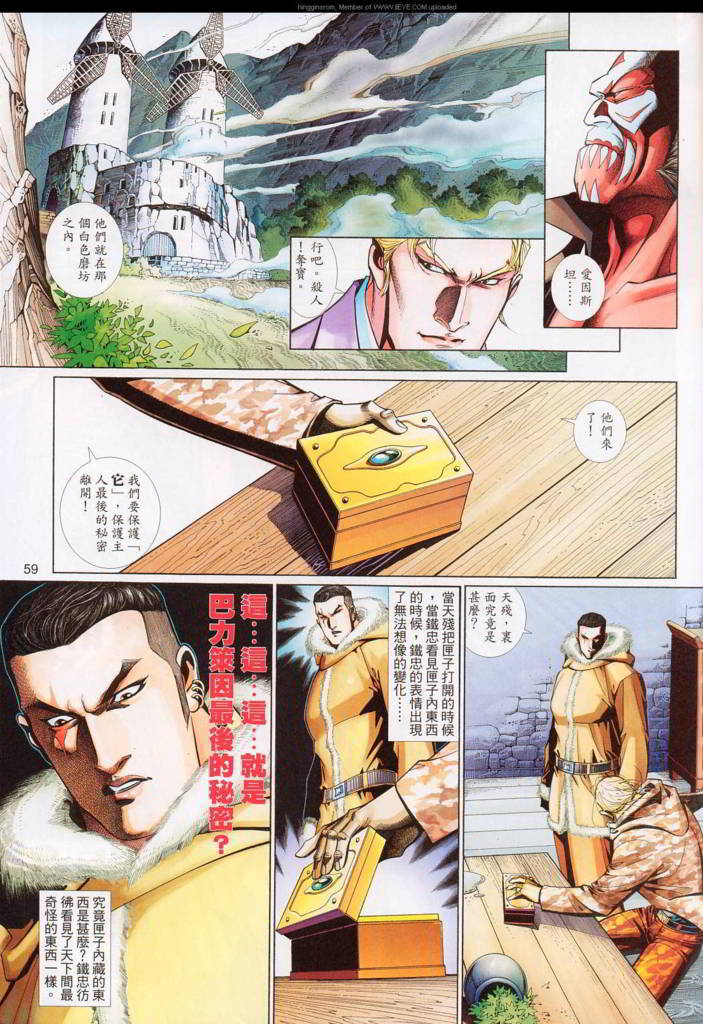 hingginsrom, Member of VWWW.IEYE.COM uploaded
愛因斯
坦……
行吧。殺人
！奪寶。
他們就在那
個白色磨坊
之內。
他們來
了！
我們要保護「
它」，保護主
人最後的秘密
離開！
59
天殘，裏
面究竟是
甚麼？
當天殘把匣子打開的時候
，當鐵忠看見匣子內東西
的時候，鐵忠的表情出現
了無法想像的變化……
這…這…這…就是
巴力萊因最後的秘密？
究竟匣子內藏的東
西是甚麼？鐵忠彷
彿看見了天下間最
奇怪的東西一樣。